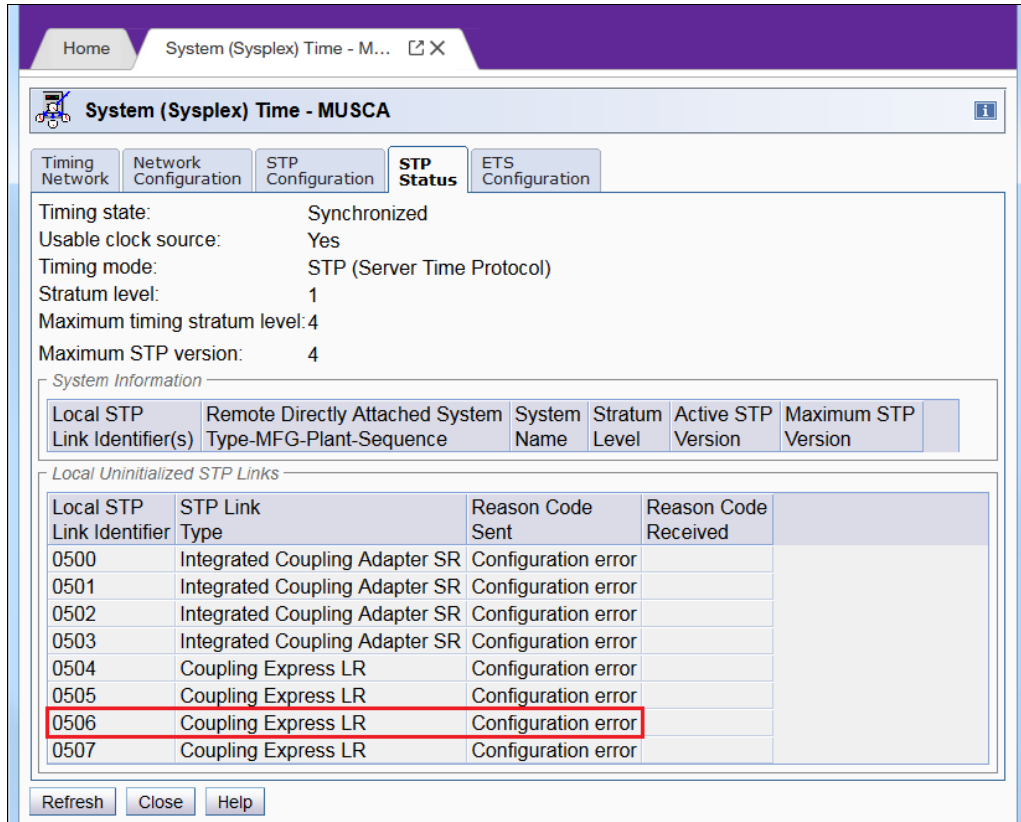 Home
System (Sysplex) Time - M...
System (Sysplex) Time - MUSCA
i
Timing Network
Network Configuration
STP Configuration
STP Status
ETS Configuration
Timing state: Synchronized
Usable clock source: Yes
Timing mode: STP (Server Time Protocol)
Stratum level: 1
Maximum timing stratum level: 4
Maximum STP version: 4
System Information
Local STP Remote Directly Attached System System Stratum Active STP Maximum STP
Link Identifier(s) Type-MFG-Plant-Sequence Name Level Version Version
Local Uninitialized STP Links
Local STP STP Link Reason Code Reason Code
Link Identifier Type Sent Received
0500 Integrated Coupling Adapter SR Configuration error
0501 Integrated Coupling Adapter SR Configuration error
0502 Integrated Coupling Adapter SR Configuration error
0503 Integrated Coupling Adapter SR Configuration error
0504 Coupling Express LR Configuration error
0505 Coupling Express LR Configuration error
0506 Coupling Express LR Configuration error
0507 Coupling Express LR Configuration error
Refresh Close Help